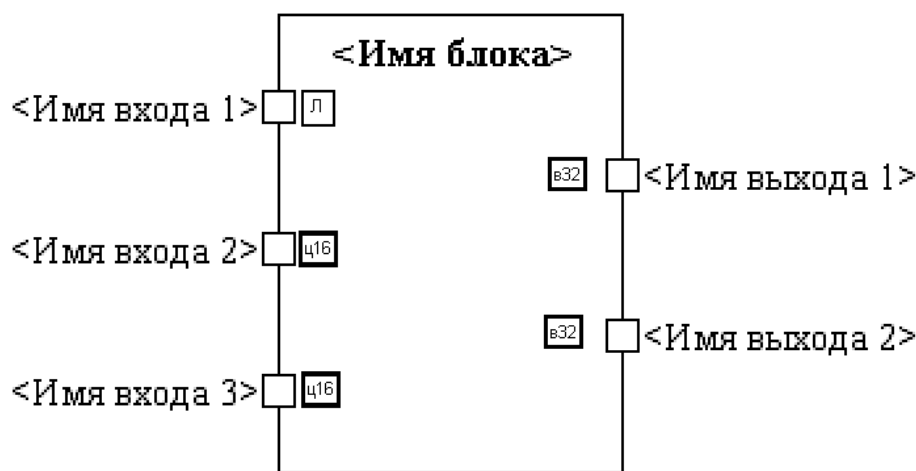 <Имя блока>
<Имя входа 1>
Л
в32
<Имя выхода 1>
<Имя входа 2>
ц16
в32
<Имя выхода 2>
<Имя входа 3>
ц16